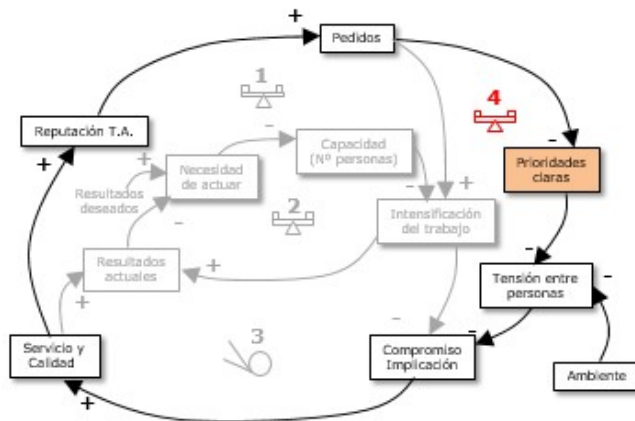 +
Pedidos
1
4
Reputación T.A.
+
-
-
Capacidad
(Nº personas)
Necesidad
de actuar
+
Prioridades
claras
Resultados
deseados
-
+
-
2
Intensificación
del trabajo
Resultados
actuales
+
-
-
Tensión entre
personas
+
3
-
-
Servicio y
Calidad
Compromiso
Implicación
Ambiente
+